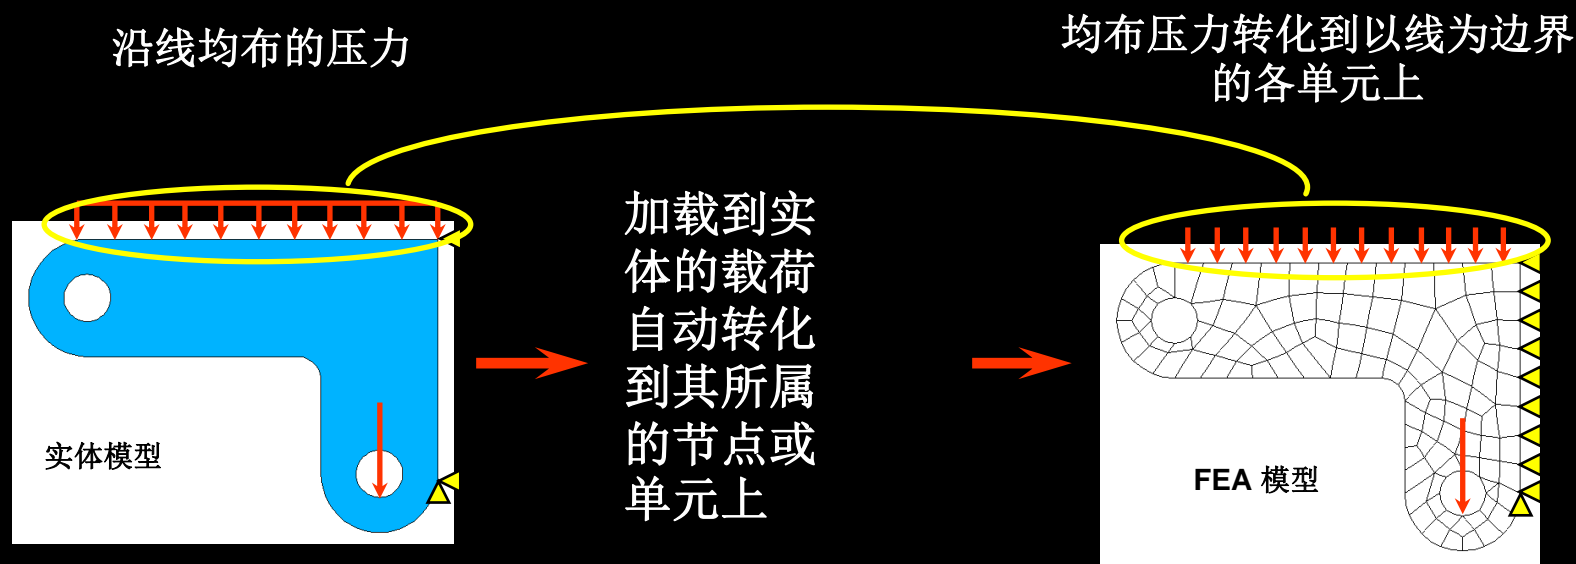 沿线均布的压力
均布压力转化到以线为边界
的各单元上
加载到实
体的载荷
自动转化
到其所属
的节点或
单元上
实体模型
FEA 模型